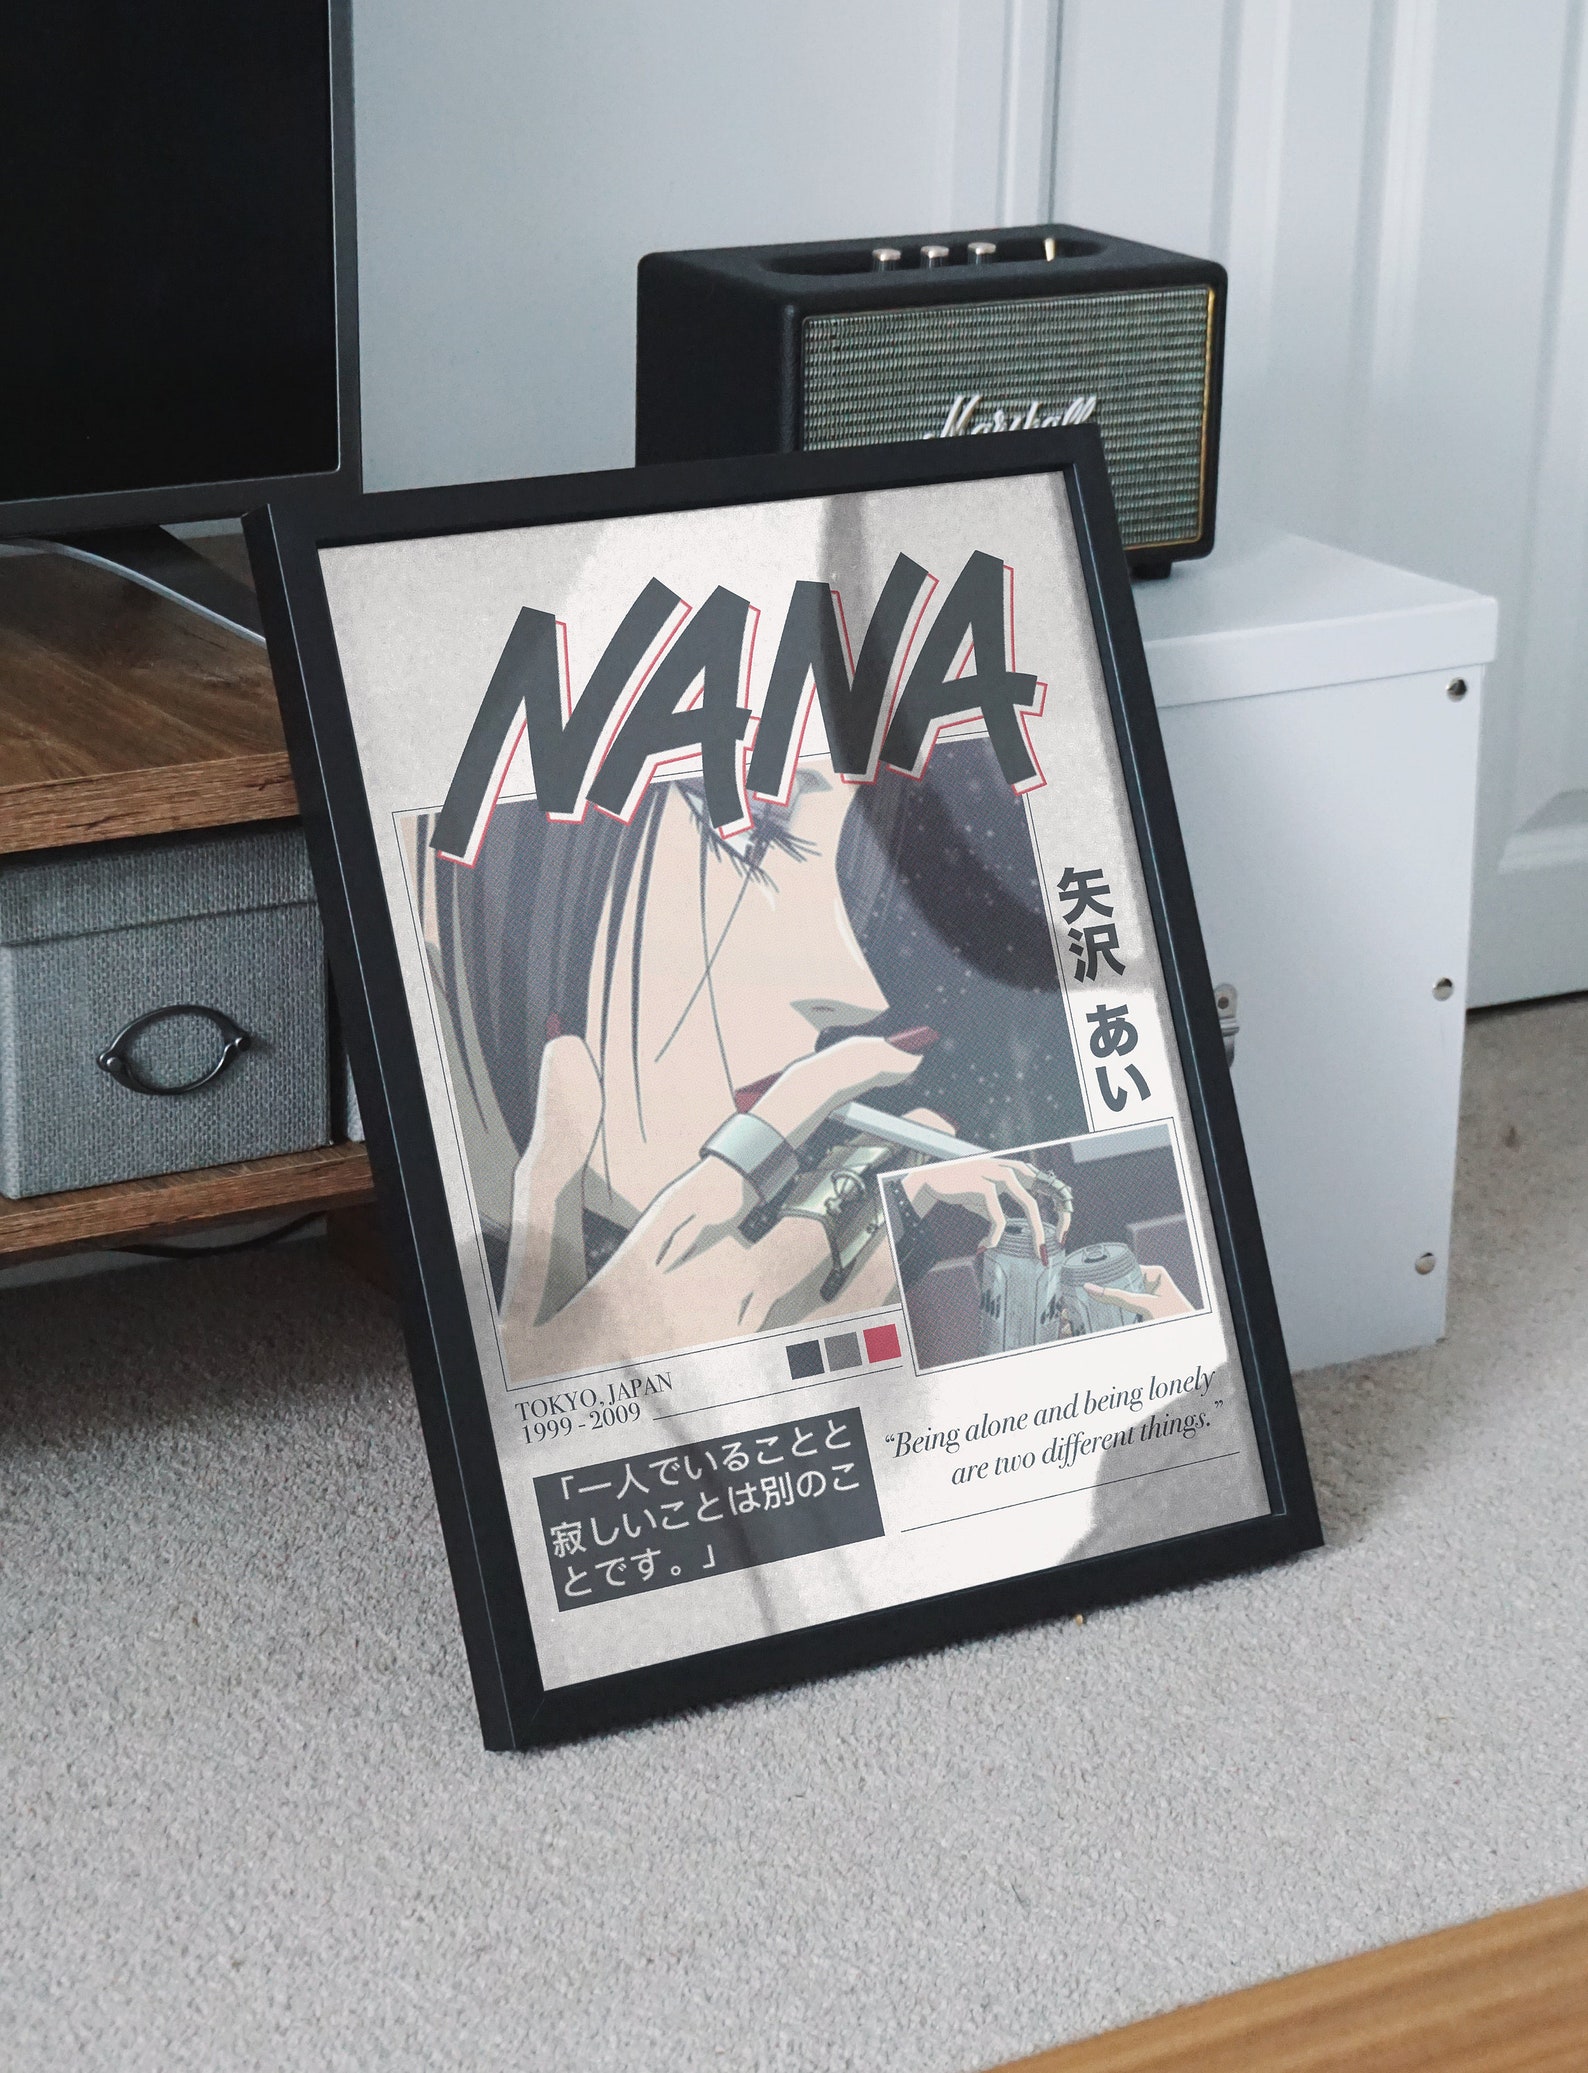 Marshall
NANA
矢沢 あい
TOKYO, JAPAN
1999 - 2009
「一人でいることと
寂しいことは別のこ
とです。」
“Being alone and being lonely
are two different things.”